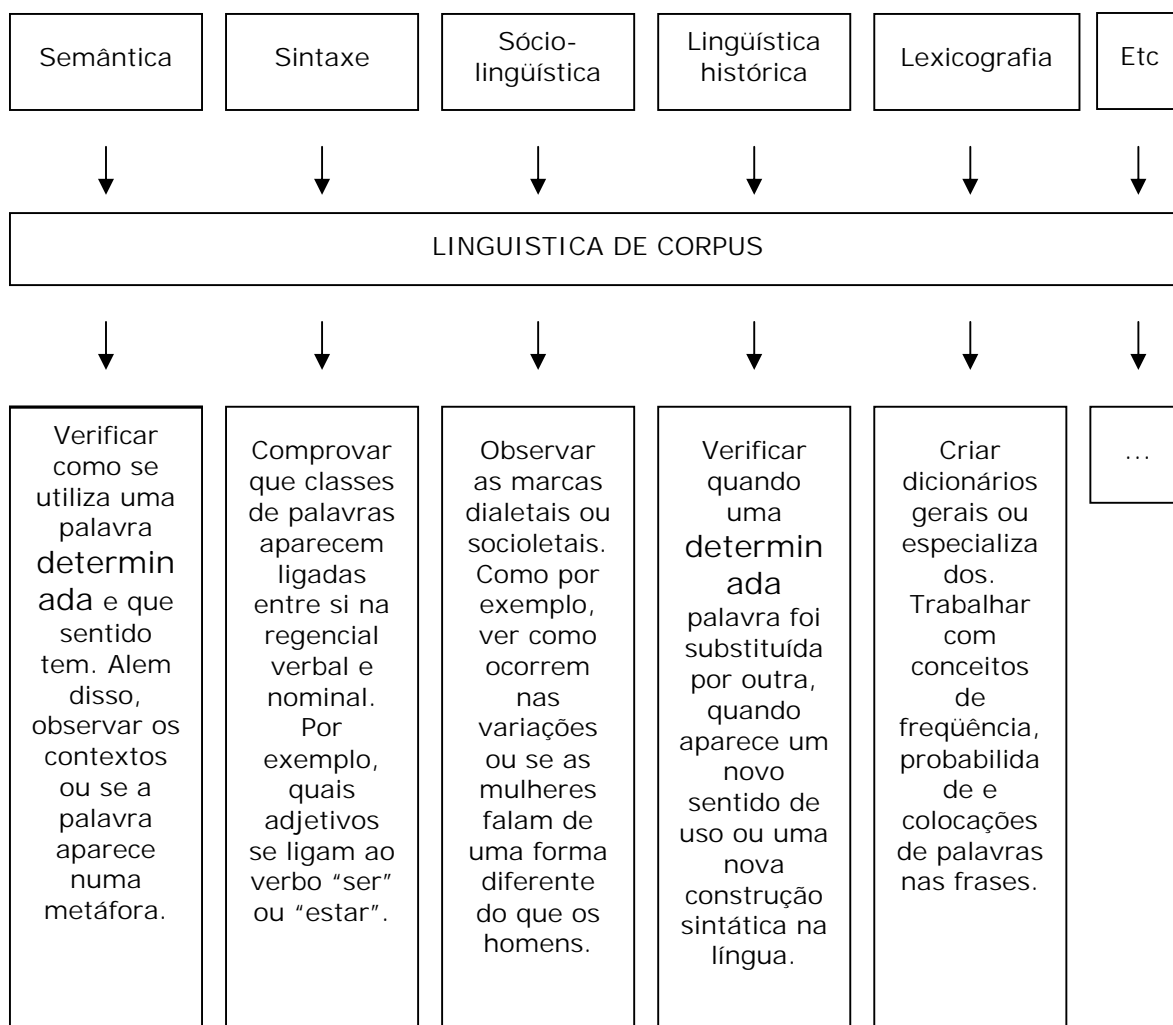 Semântica
Sintaxe
Sócio-
lingüística
Lingüística
histórica
Lexicografia
Etc
LINGUISTICA DE CORPUS
Verificar
como se
utiliza uma
palavra
determin
ada e que
sentido
tem. Alem
disso,
observar os
contextos
ou se a
palavra
aparece
numa
metáfora.
Comprovar
que classes
de palavras
aparecem
ligadas
entre si na
regencial
verbal e
nominal.
Por
exemplo,
quais
adjetivos
se ligam ao
verbo “ser”
ou “estar”.
Observar
as marcas
dialetais ou
socioletais.
Como por
exemplo,
ver como
ocorrem
nas
variações
ou se as
mulheres
falam de
uma forma
diferente
do que os
homens.
Verificar
quando
uma
determin
ada
palavra foi
substituída
por outra,
quando
aparece um
novo
sentido de
uso ou uma
nova
construção
sintática na
língua.
Criar
dicionários
gerais ou
especializa
dos.
Trabalhar
com
conceitos
de
freqüência,
probabilida
de e
colocações
de palavras
nas frases.
...